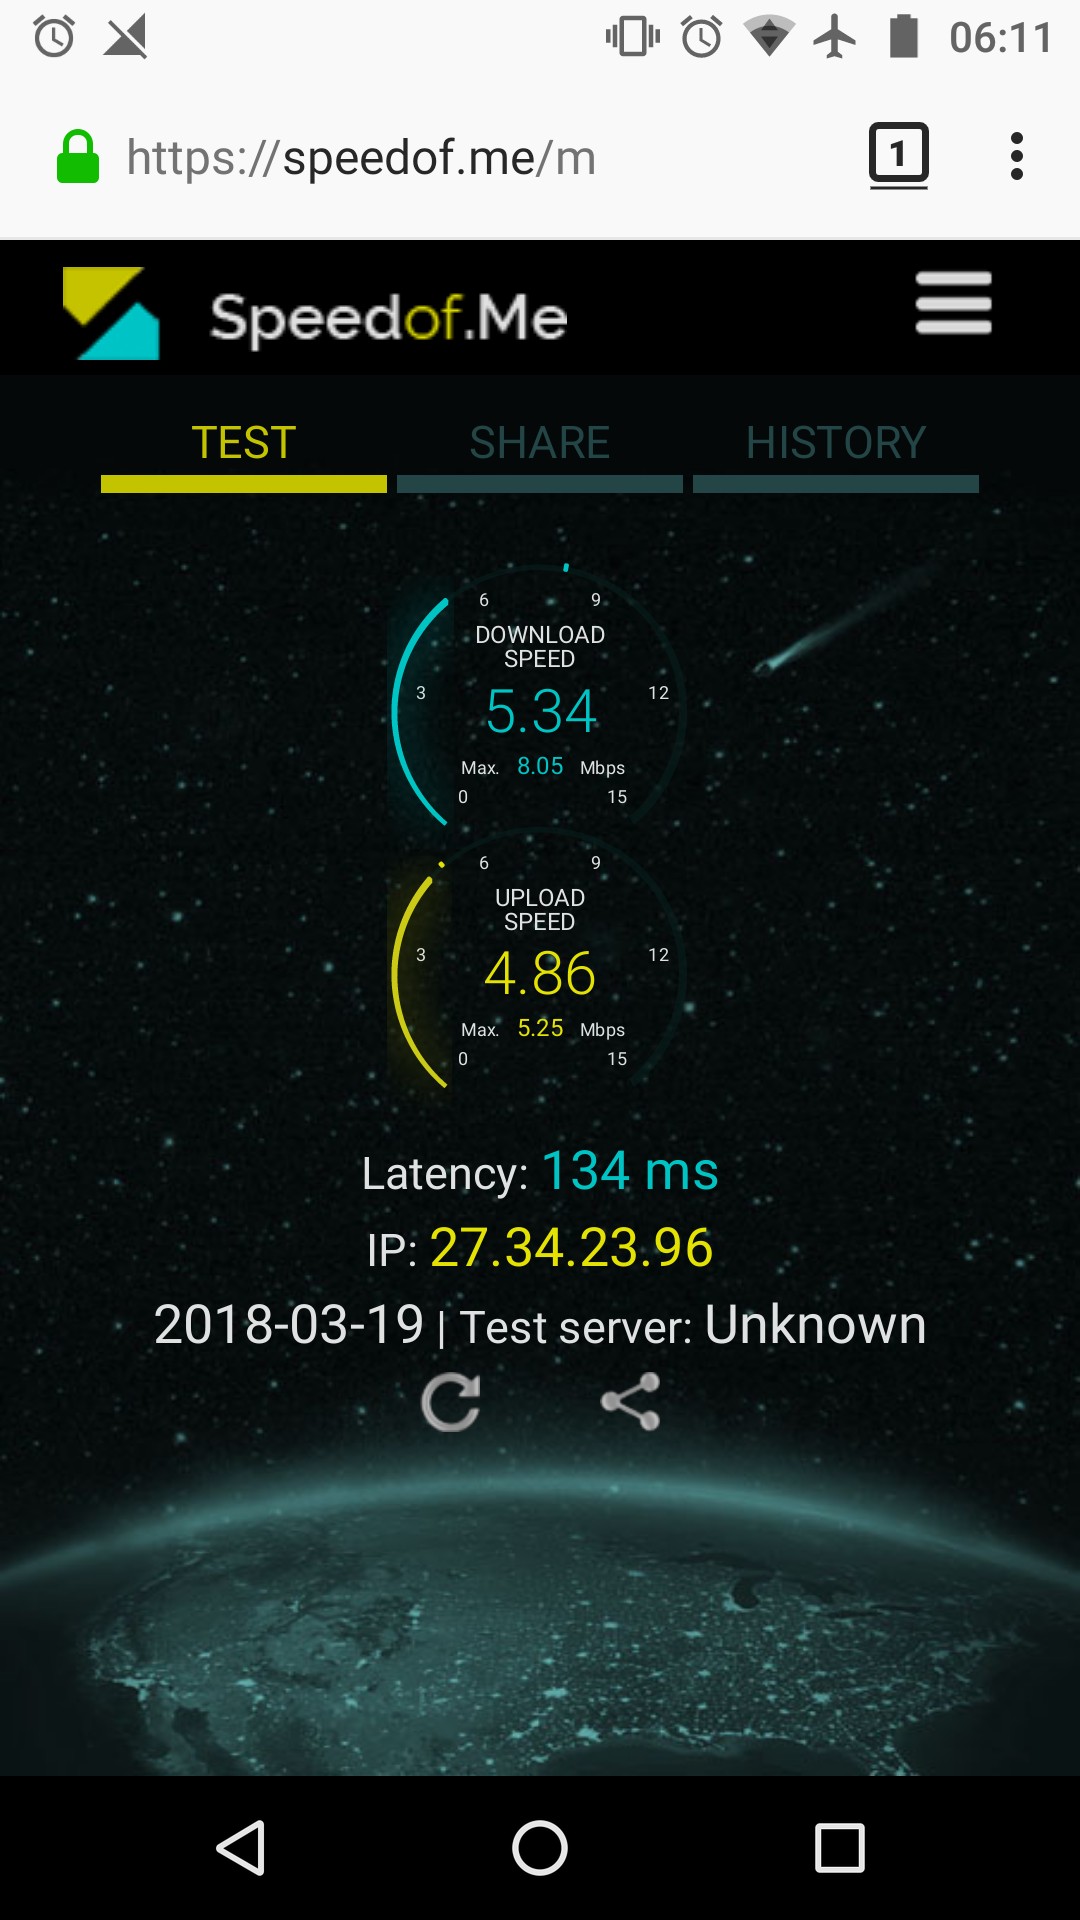 06:11
https://speedof.me/m
1
Speedof.Me
TEST SHARE HISTORY
6 9
DOWNLOAD
SPEED
3 12
5.34
Max. 8.05 Mbps
0 15
6 9
UPLOAD
SPEED
3 12
4.86
Max. 5.25 Mbps
0 15
Latency: 134 ms
IP: 27.34.23.96
2018-03-19 | Test server: Unknown